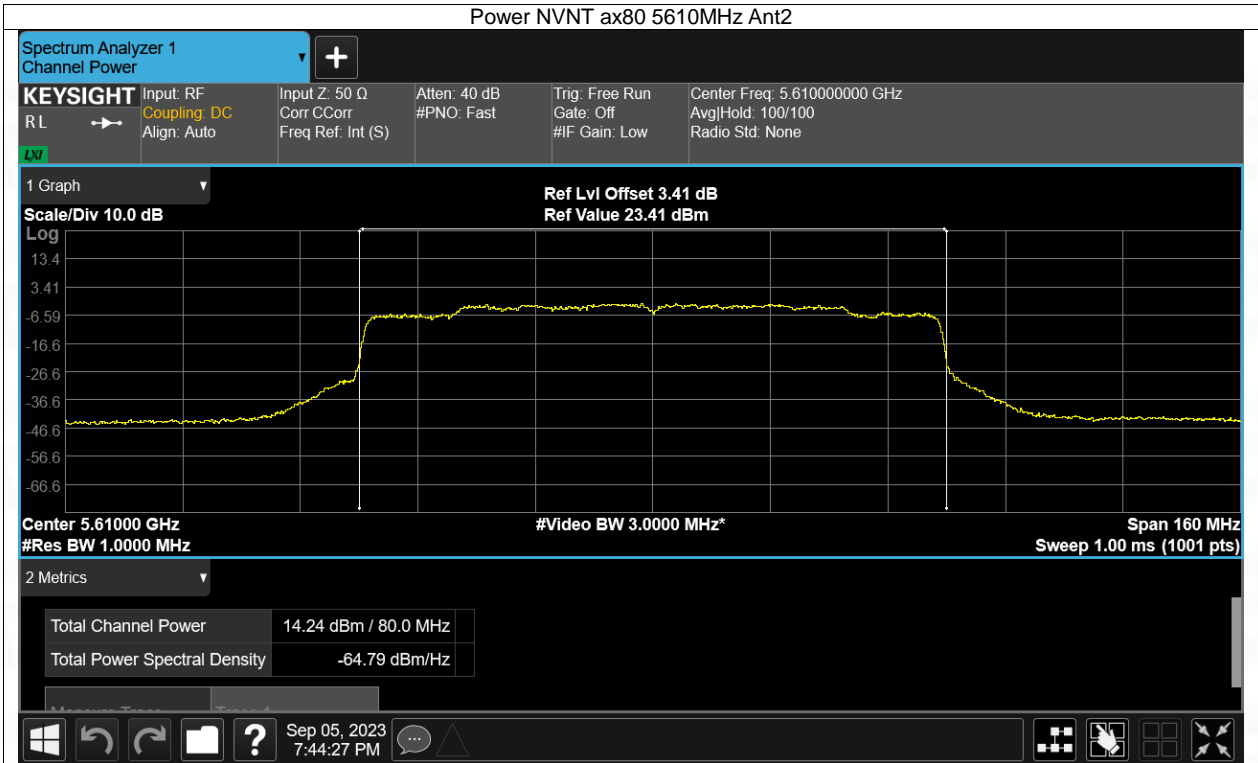 Power NVNT ax80 5610MHz Ant2
Spectrum Analyzer 1
Channel Power
KEYSIGHT
R L
LXI
Input: RF
Coupling: DC
Align: Auto
Input Z: 50 Ω
Corr CCorr
Freq Ref: Int (S)
Atten: 40 dB
#PNO: Fast
Trig: Free Run
Gate: Off
#IF Gain: Low
Center Freq: 5.610000000 GHz
Avg|Hold: 100/100
Radio Std: None
1 Graph
Scale/Div 10.0 dB
Ref Lvl Offset 3.41 dB
Ref Value 23.41 dBm
Log
13.4
3.41
-6.59
-16.6
-26.6
-36.6
-46.6
-56.6
-66.6
Center 5.61000 GHz
#Video BW 3.0000 MHz*
Span 160 MHz
#Res BW 1.0000 MHz
Sweep 1.00 ms (1001 pts)
2 Metrics
Total Channel Power 14.24 dBm / 80.0 MHz
Total Power Spectral Density -64.79 dBm/Hz
Measure Trace Trace 1
Sep 05, 2023
7:44:27 PM